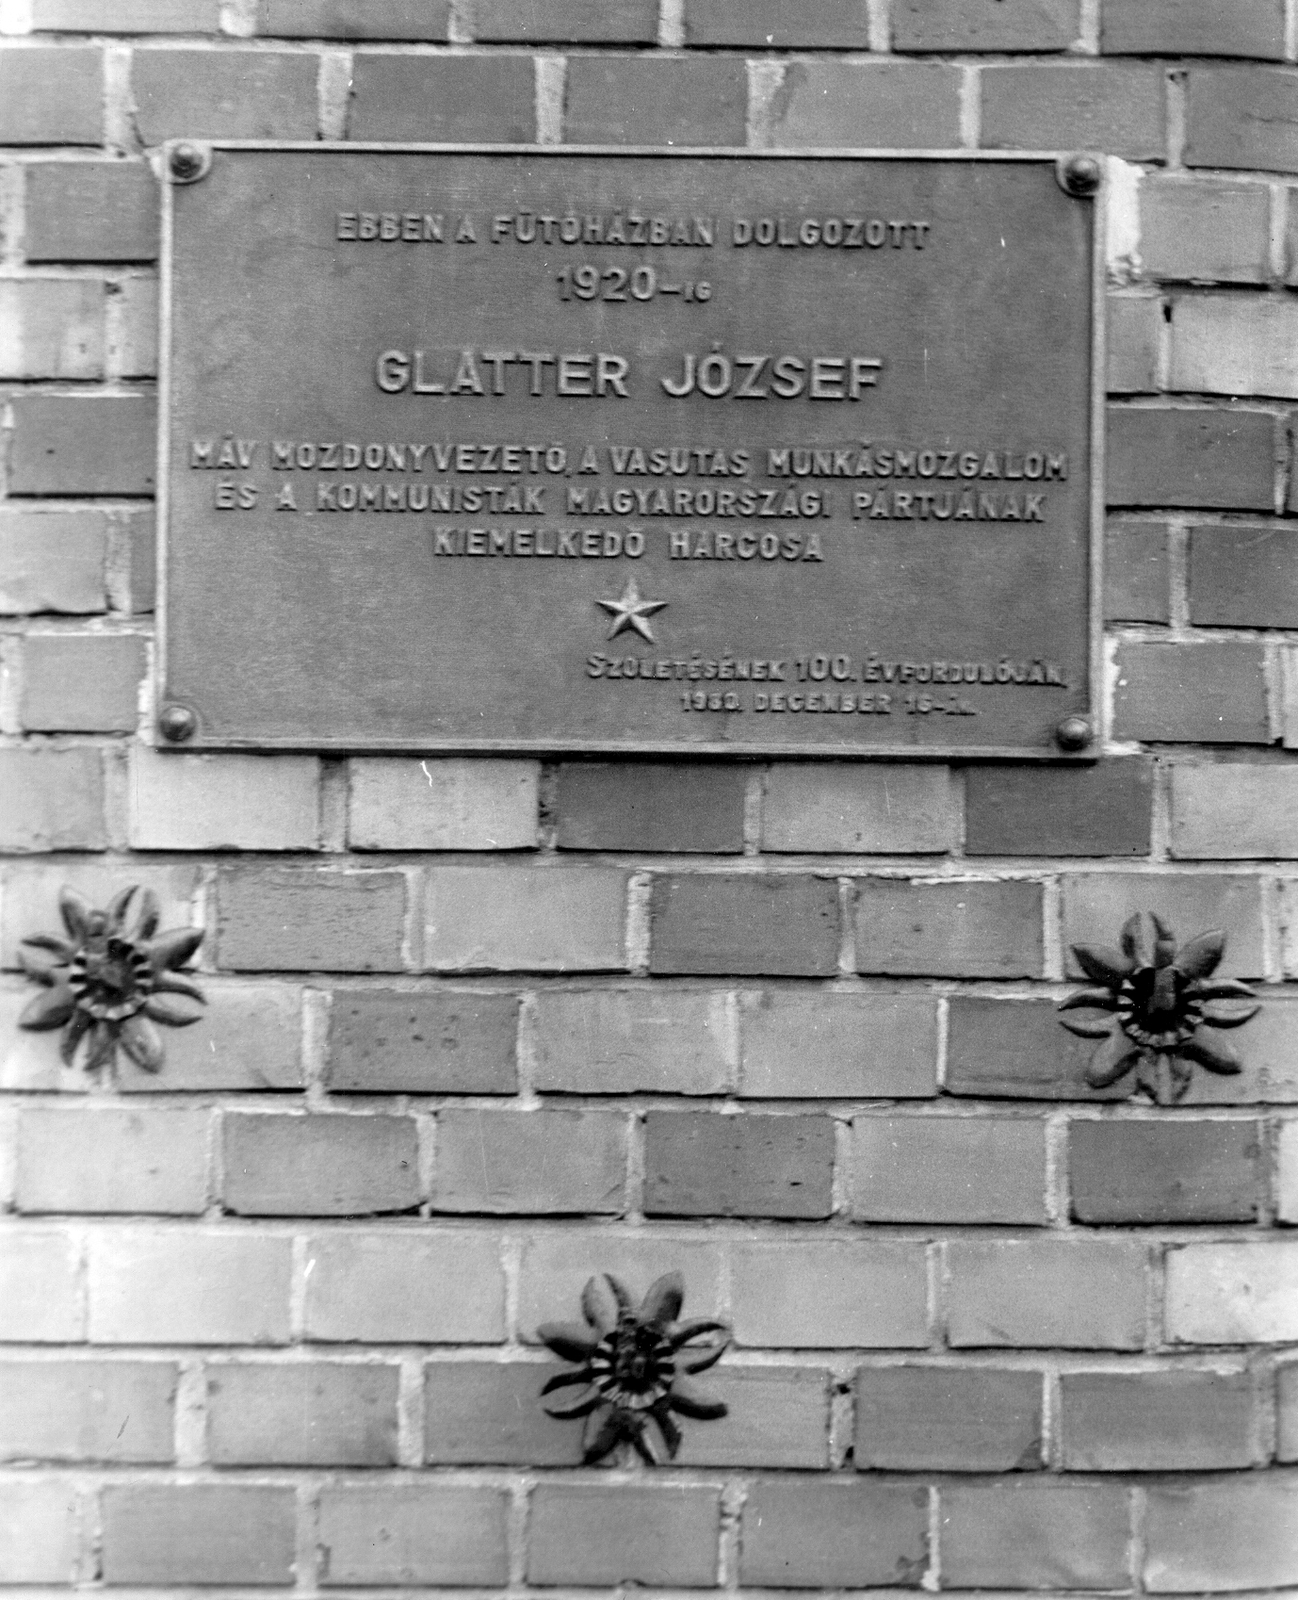 EBBEN A FŰTŐHÁZBAN DOLGOZOTT
1920-IG
GLATTER JÓZSEF
MÁV MOZDONYVEZETŐ, A VASUTAS MUNKÁSMOZGALOM
ÉS A KOMMUNISTÁK MAGYARORSZÁGI PÁRTJÁNAK
KIEMELKEDŐ HARCOSA
SZÜLETÉSÉNEK 100. ÉVFORDULÓJÁN,
DECEMBER